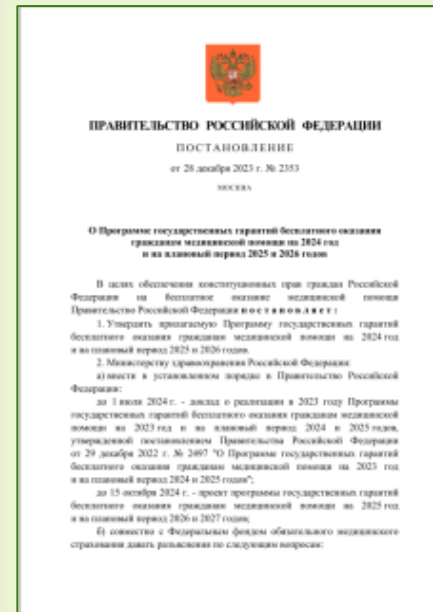 ПРАВИТЕЛЬСТВО РОССИЙСКОЙ ФЕДЕРАЦИИ
ПОСТАНОВЛЕНИЕ
от 28 декабря 2023 г. № 2353
МОСКВА
О Программе государственных гарантий бесплатного оказания
гражданам медицинской помощи на 2024 год
и на плановый период 2025 и 2026 годов
В целях обеспечения конституционных прав граждан Российской
Федерации на бесплатное оказание медицинской помощи
Правительство Российской Федерации постановляет:
1. Утвердить прилагаемую Программу государственных гарантий
бесплатного оказания гражданам медицинской помощи на 2024 год
и на плановый период 2025 и 2026 годов.
2. Министерству здравоохранения Российской Федерации:
а) внести в установленном порядке в Правительство Российской
Федерации:
до 1 июля 2024 г. - доклад о реализации в 2023 году Программы
государственных гарантий бесплатного оказания гражданам медицинской
помощи на 2023 год и на плановый период 2024 и 2025 годов,
утвержденной постановлением Правительства Российской Федерации
от 29 декабря 2022 г. № 2497 "О Программе государственных гарантий
бесплатного оказания гражданам медицинской помощи на 2023 год
и на плановый период 2024 и 2025 годов";
до 15 октября 2024 г. - проект программы государственных гарантий
бесплатного оказания гражданам медицинской помощи на 2025 год
и на плановый период 2026 и 2027 годов;
б) совместно с Федеральным фондом обязательного медицинского
страхования давать разъяснения по следующим вопросам: